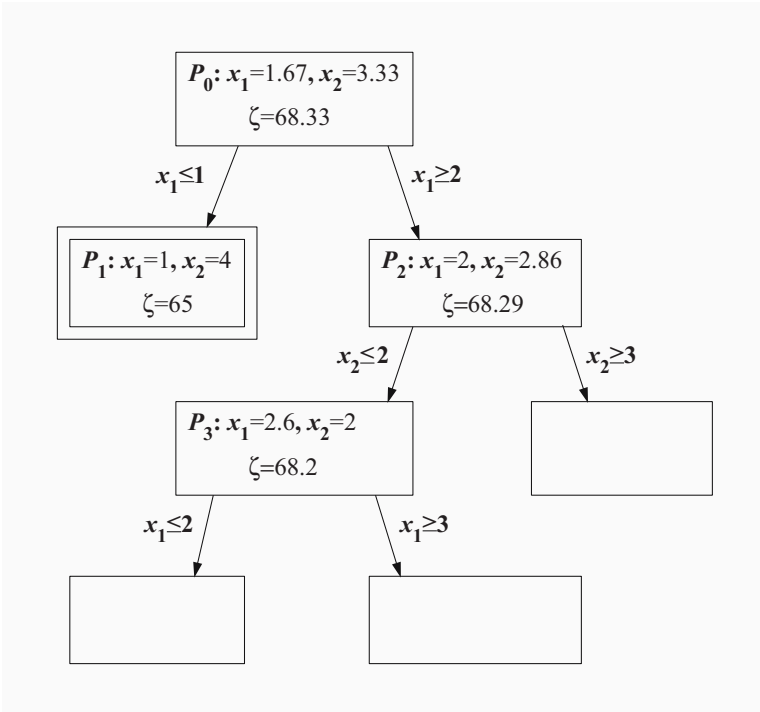 P0: x1=1.67, x2=3.33
ζ=68.33
x1≤1
x1≥2
P1: x1=1, x2=4
ζ=65
P2: x1=2, x2=2.86
ζ=68.29
x2≤2
x2≥3
P3: x1=2.6, x2=2
ζ=68.2
x1≤2
x1≥3